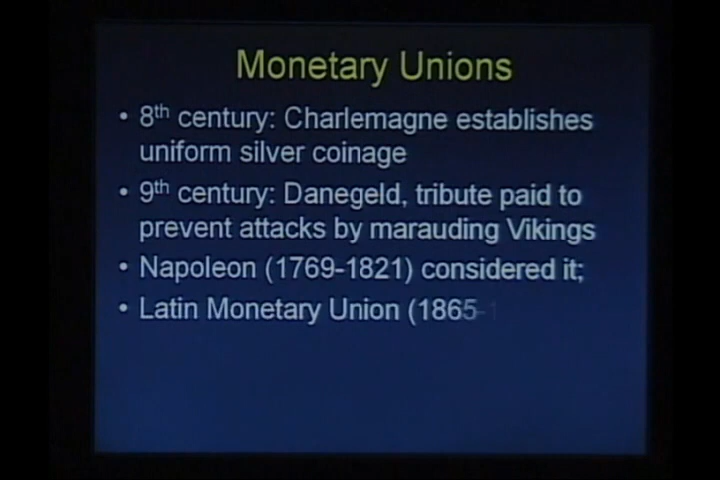 Monetary Unions
• 8th century: Charlemagne establishes
uniform silver coinage
• 9th century: Danegeld, tribute paid to
prevent attacks by marauding Vikings
• Napoleon (1769-1821) considered it;
• Latin Monetary Union (1865-1